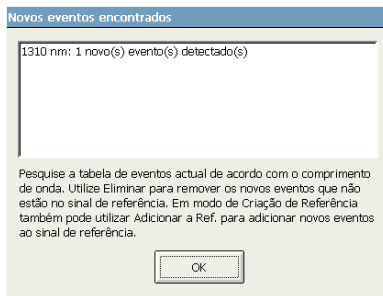 Novos eventos encontrados
1310 nm: 1 novo(s) evento(s) detectado(s)
Pesquise a tabela de eventos actual de acordo com o comprimento
de onda. Utilize Eliminar para remover os novos eventos que não
estão no sinal de referência. Em modo de Criação de Referência
também pode utilizar Adicionar a Ref. para adicionar novos eventos
ao sinal de referência.
OK